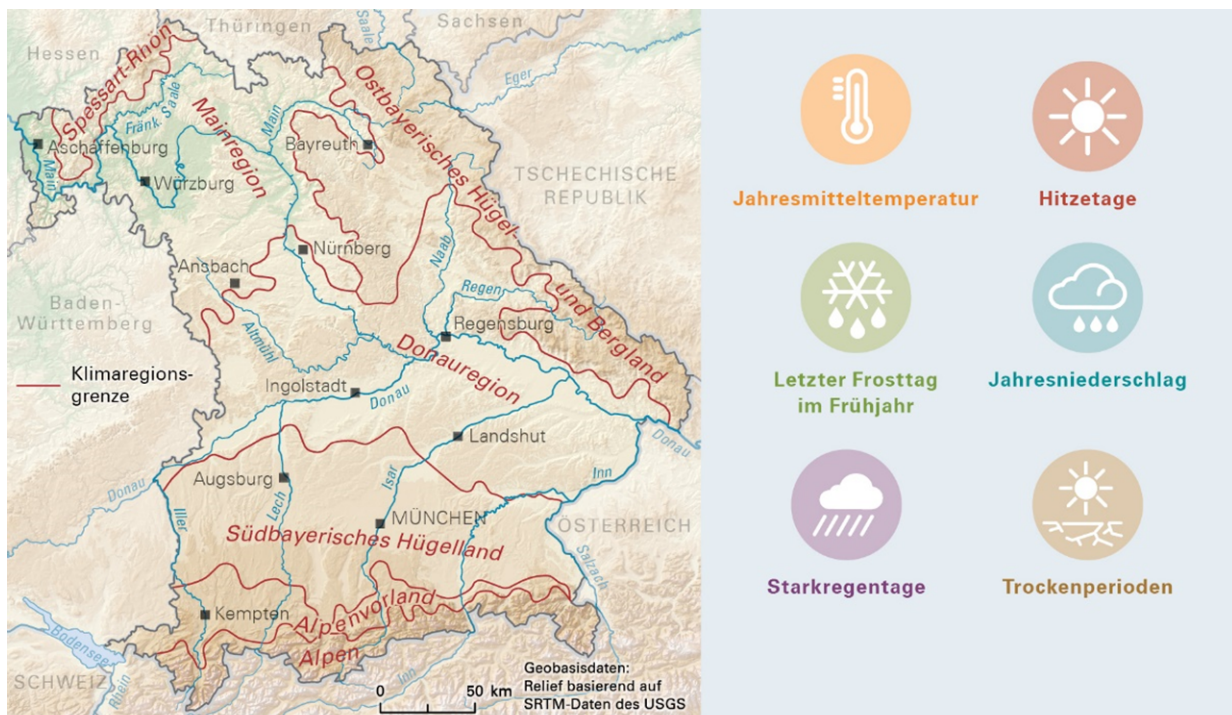 Thüringen
Sachsen
Hessen
Saale
Eger
Spessart-Rhön
Fränk. Saale
Mainregion
Main
Ostbayerisches Hügel-
und Bergland
Aschaffenburg
Main
Bayreuth
Würzburg
TSCHECHISCHE
REPUBLIK
Nürnberg
Naab
Ansbach
Regen
Baden-
Württemberg
Altmühl
Regensburg
Donauregion
Klimaregions-
grenze
Ingolstadt
Donau
Landshut
Donau
Augsburg
Isar
Inn
Donau
Lech
Iller
MÜNCHEN
ÖSTERREICH
Südbayerisches Hügelland
Salzach
Kempten
Alpenvorland
Bodensee
Alpen
SCHWEIZ
Rhein
Inn
0 50 km
Geobasisdaten:
Relief basierend auf
SRTM-Daten des USGS
Jahresmitteltemperatur
Hitzetage
Letzter Frosttag
im Frühjahr
Jahresniederschlag
Starkregentage
Trockenperioden